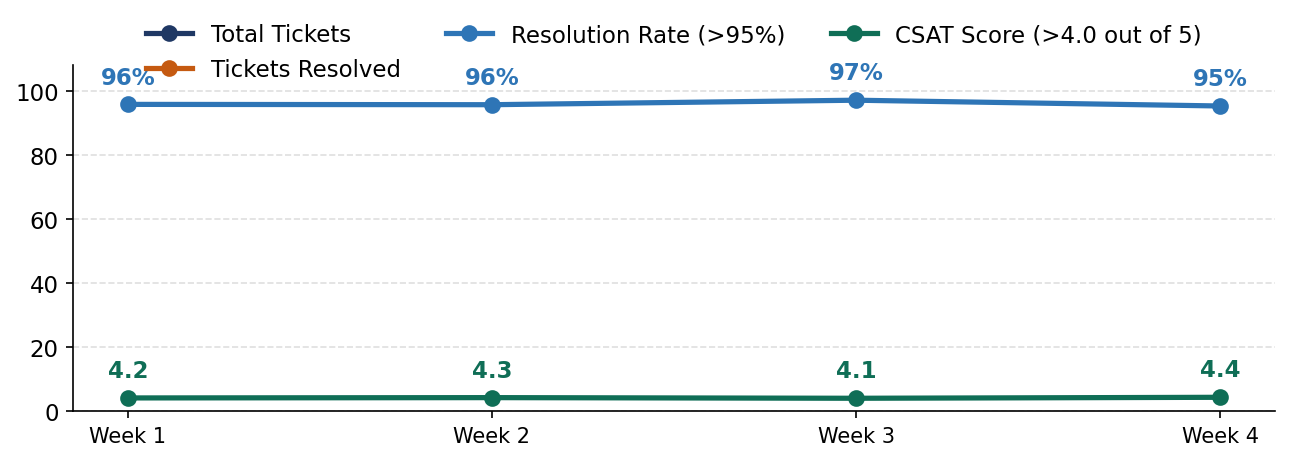 Total Tickets
Tickets Resolved
Resolution Rate (>95%)
CSAT Score (>4.0 out of 5)
96% 96% 97% 95%
100
80
60
40
20
0
4.2 4.3 4.1 4.4
Week 1 Week 2 Week 3 Week 4